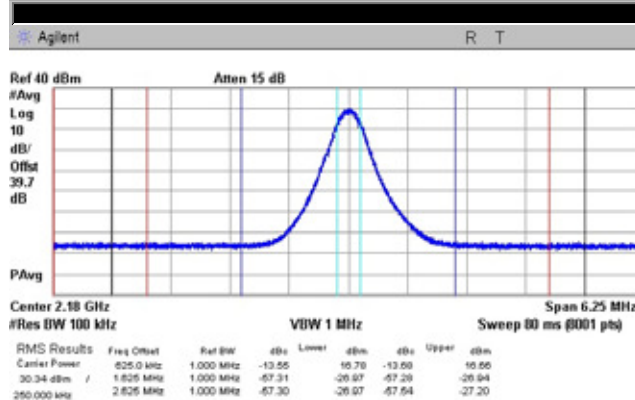 Agilent
R T
Ref 40 dBm Atten 15 dB
#Avg
Log
10
dB/
Offst
39.7
dB
PAvg
Center 2.18 GHz Span 6.25 MHz
#Res BW 100 kHz VBW 1 MHz Sweep 80 ms (8001 pts)
RMS Results Freq Offset Ref BW dBc Lower dBm dBc Upper dBm
Carrier Power 625.0 kHz 1.000 MHz -13.55 16.78 -13.68 16.66
30.34 dBm / 1.625 MHz 1.000 MHz -57.31 -26.97 -57.28 -26.94
250.000 kHz 2.625 MHz 1.000 MHz -57.30 -26.97 -57.54 -27.20